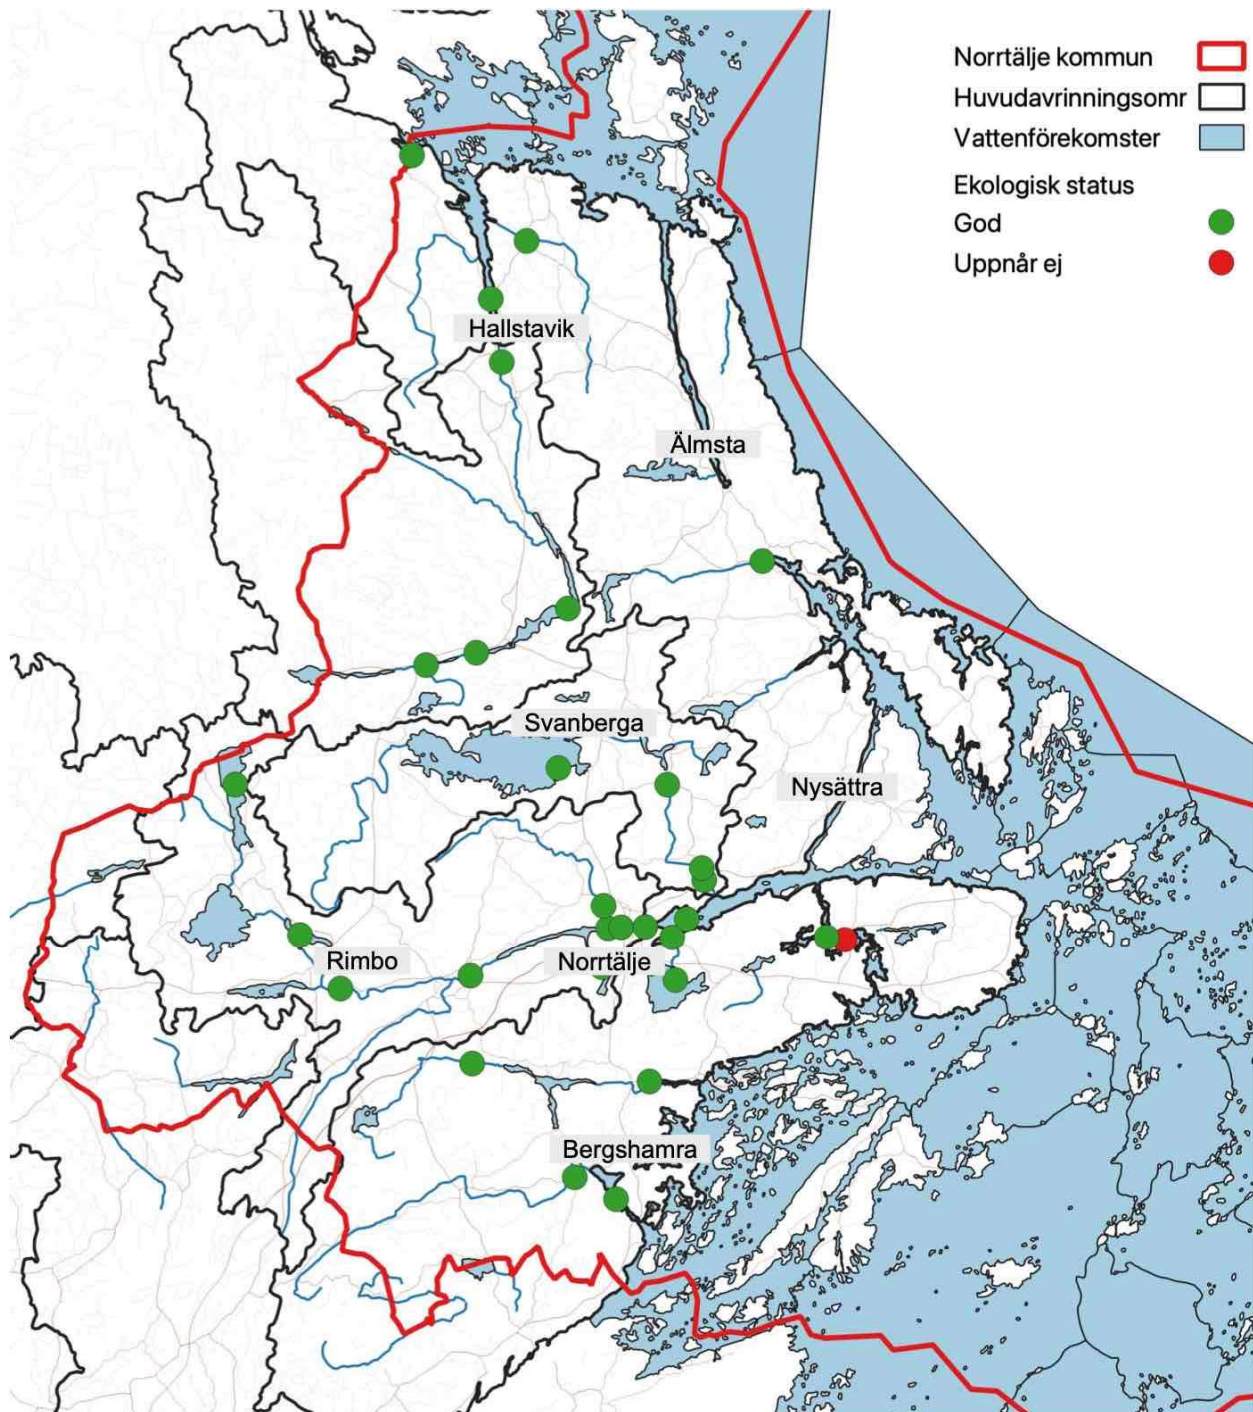 Norrtälje kommun
Huvudavrinningsomr
Vattenförekomster
Ekologisk status
God
Uppnår ej
Hallstavik
Älmsta
Svanberga
Nysättra
Rimbo
Norrtälje
Bergshamra